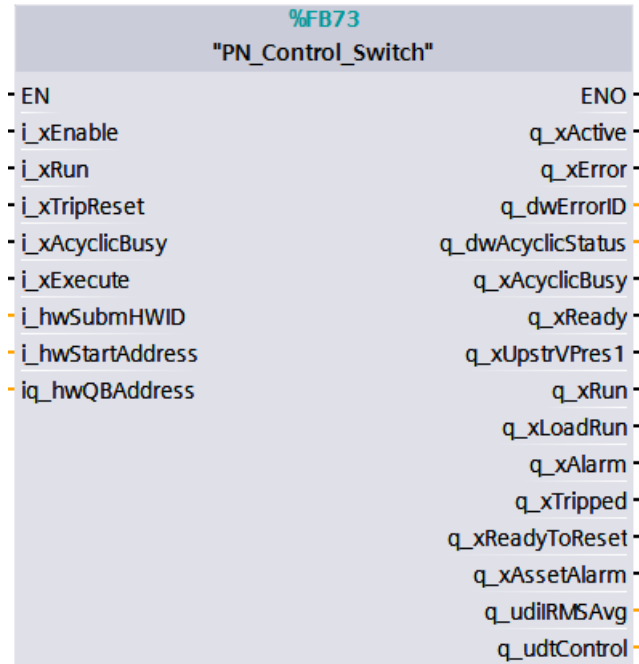 %FB73
"PN_Control_Switch"
EN ENO
i_xEnable q_xActive
i_xRun q_xError
i_xTripReset q_dwErrorID
i_xAcyclicBusy q_dwAcyclicStatus
i_xExecute q_xAcyclicBusy
i_hwSubmHWID q_xReady
i_hwStartAddress q_xUpstrVPres1
iq_hwQBAddress q_xRun
q_xLoadRun
q_xAlarm
q_xTripped
q_xReadyToReset
q_xAssetAlarm
q_udiIRMSAvg
q_udtControl